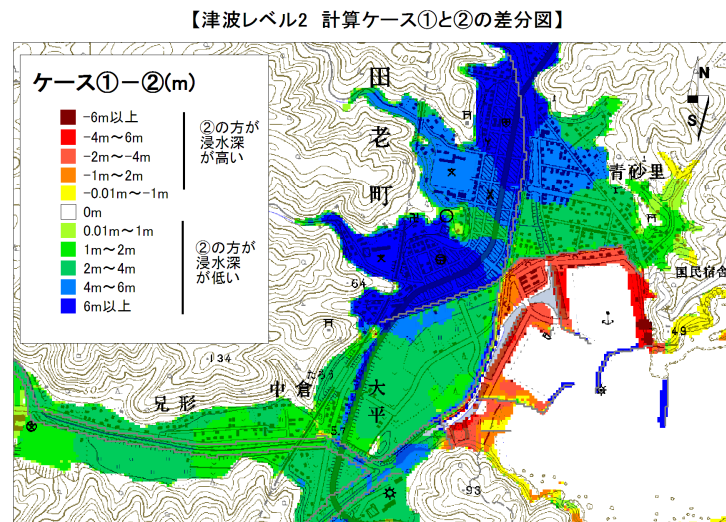 【津波レベル2 計算ケース①と②の差分図】
ケース①-②(m)
-6m以上
-4m~6m
-2m~-4m
-1m~2m
-0.01m~-1m
0m
0.01m~1m
1m~2m
2m~4m
4m~6m
6m以上
②の方が
浸水深
が高い
②の方が
浸水深
が低い
田老町
N
S
青砂里
国民宿舎
64
49
134
たろう
中倉
大平
兄形
37
93